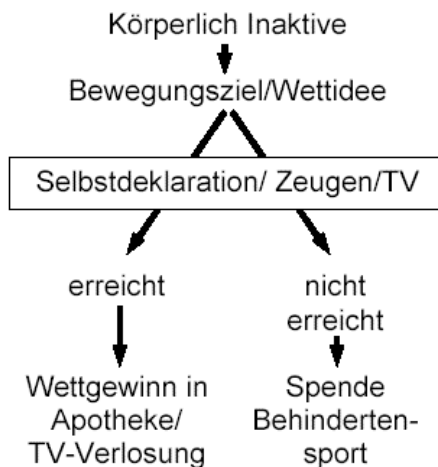 Körperlich Inaktive
Bewegungsziel/Wettidee
Selbstdeklaration/ Zeugen/TV
erreicht
nicht
erreicht
Wettgewinn in
Apotheke/
TV-Verlosung
Spende
Behinderten-
sport